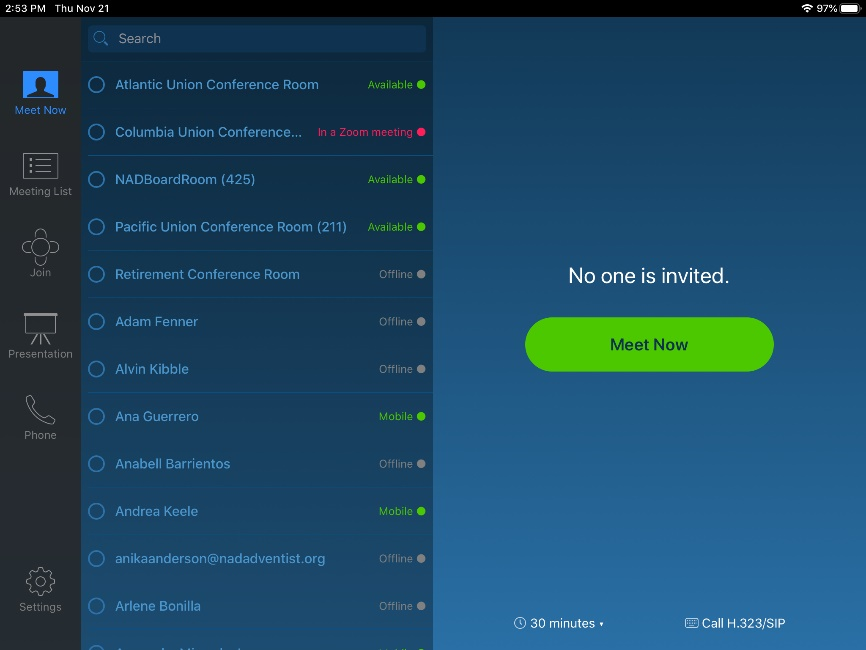 2:53 PM Thu Nov 21
97%
Meet Now
Meeting List
Join
Presentation
Phone
Settings
Search
Atlantic Union Conference Room Available
Columbia Union Conference... In a Zoom meeting
NADBoardRoom (425) Available
Pacific Union Conference Room (211) Available
Retirement Conference Room Offline
Adam Fenner Offline
Alvin Kibble Offline
Ana Guerrero Mobile
Anabell Barrientos Offline
Andrea Keele Mobile
anikaanderson@nadadventist.org Offline
Arlene Bonilla Offline
No one is invited.
Meet Now
30 minutes
Call H.323/SIP